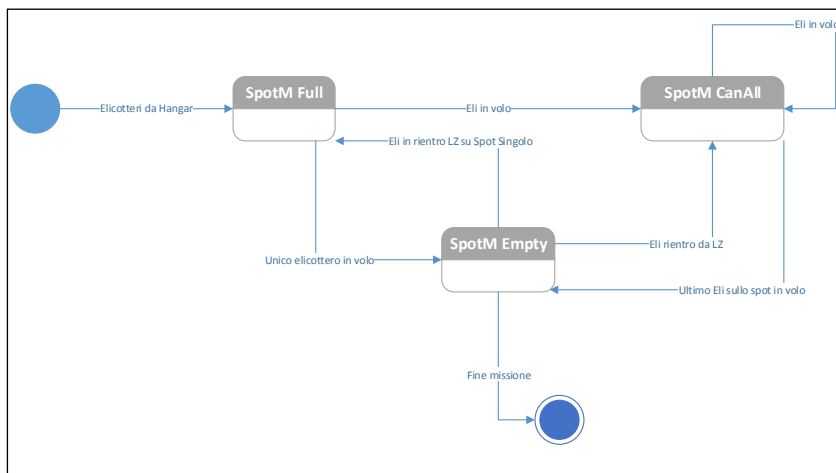 Eli in volo
SpotM Full
SpotM CanAll
Elicotteri da Hangar
Eli in volo
Eli in rientro LZ su Spot Singolo
SpotM Empty
Eli rientro da LZ
Unico elicottero in volo
Ultimo Eli sullo spot in volo
Fine missione